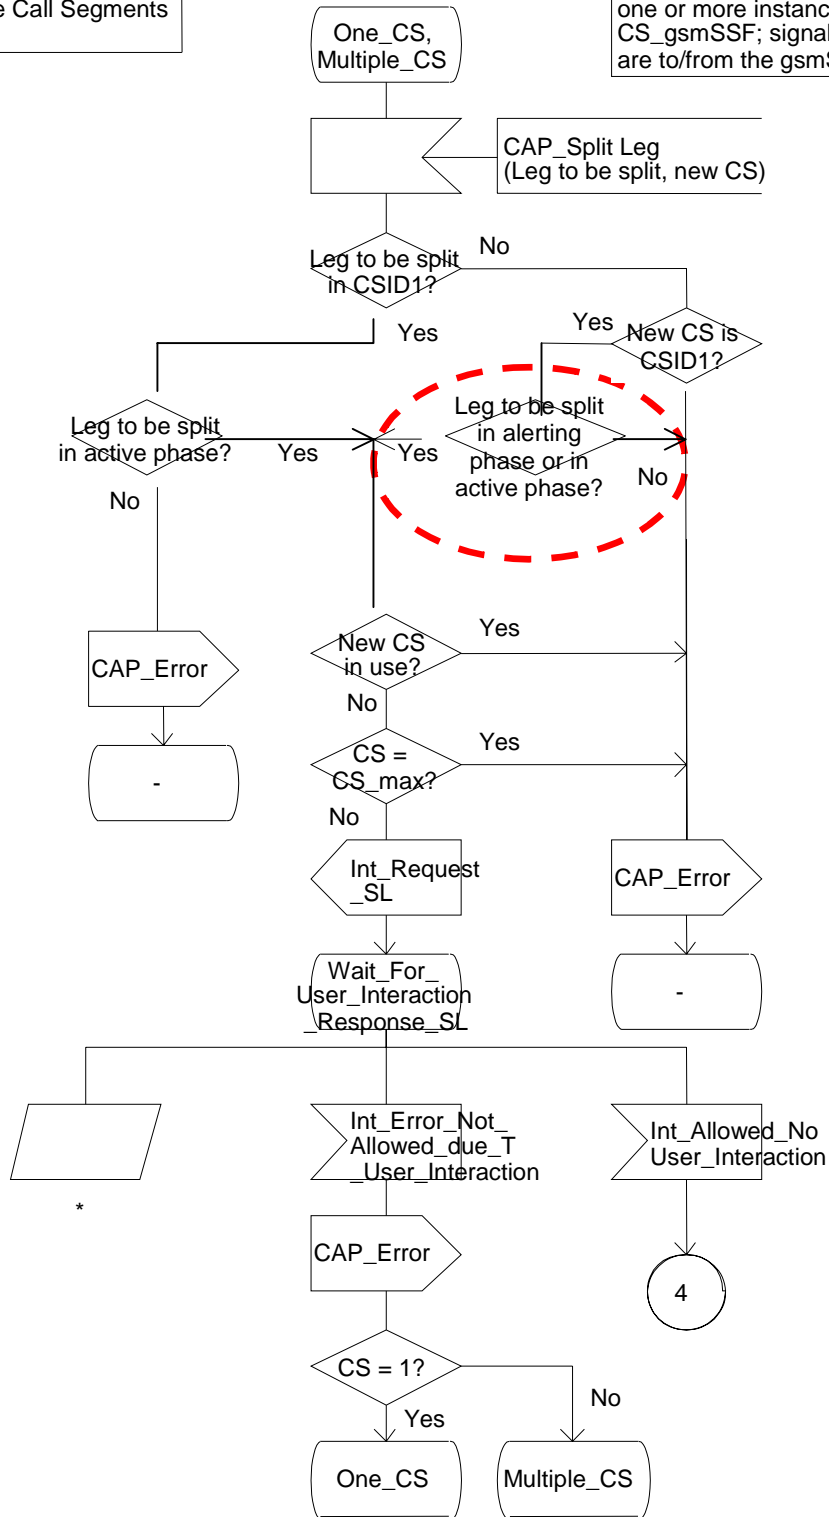 e Call Segments
one or more instanc
CS_gsmSSF; signal
are to/from the gsmS
One_CS,
Multiple_CS
CAP_Split Leg
(Leg to be split, new CS)
Leg to be split
in CSID1?
No
Yes
Yes
New CS is
CSID1?
Leg to be split
in active phase?
Yes
No
Yes
Leg to be split
in alerting
phase or in
active phase?
No
CAP_Error
-
New CS
in use?
Yes
No
CS =
CS_max?
Yes
No
Int_Request
_SL
CAP_Error
Wait_For_
User_Interaction
_Response_SL
-
*
Int_Error_Not_
Allowed_due_T
_User_Interaction
Int_Allowed_No
User_Interaction
CAP_Error
4
CS = 1?
No
Yes
One_CS
Multiple_CS